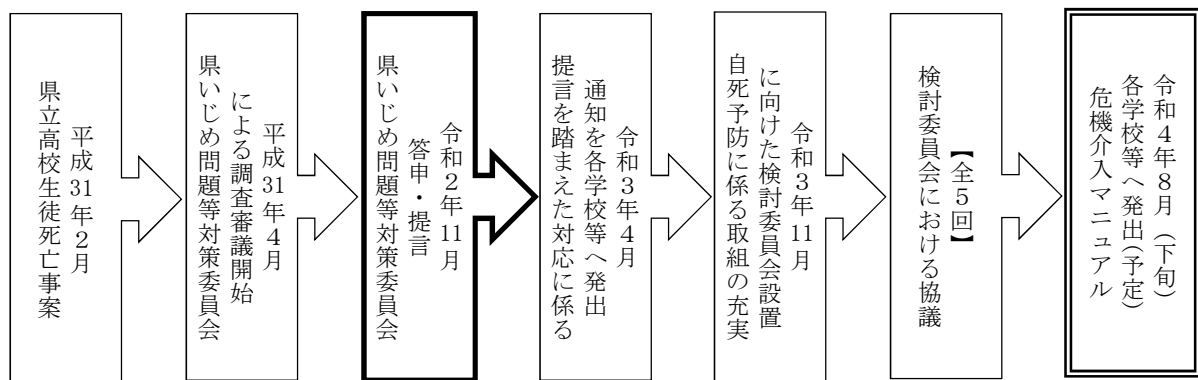 平成31年2月
県立高校生徒死亡事案
平成31年4月
県いじめ問題等対策委員会
による調査審議開始
令和2年11月
県いじめ問題等対策委員会
答申・提言
令和3年4月
提言を踏まえた対応に係る
通知を各学校等へ発出
令和3年11月
自死予防に係る取組の充実
に向けた検討委員会設置
【全5回】
検討委員会における協議
令和4年8月(下旬)
各学校等へ発出(予定)
危機介入マニュアル